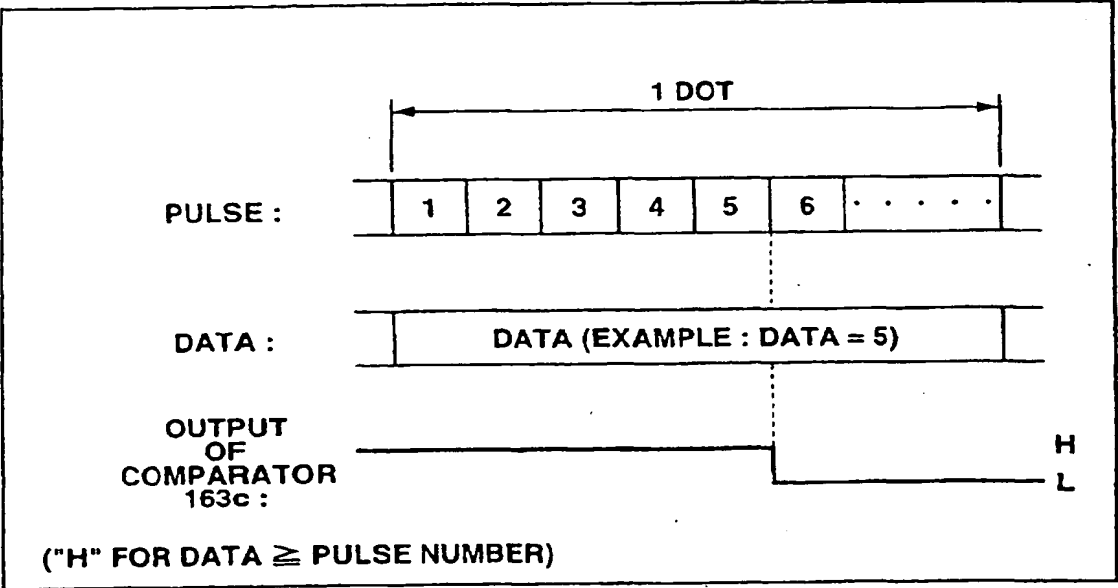 1 DOT
PULSE : 1 2 3 4 5 6 · · · · ·
DATA : DATA (EXAMPLE : DATA = 5)
OUTPUT
OF
COMPARATOR
163c :
H
L
("H" FOR DATA ≧ PULSE NUMBER)